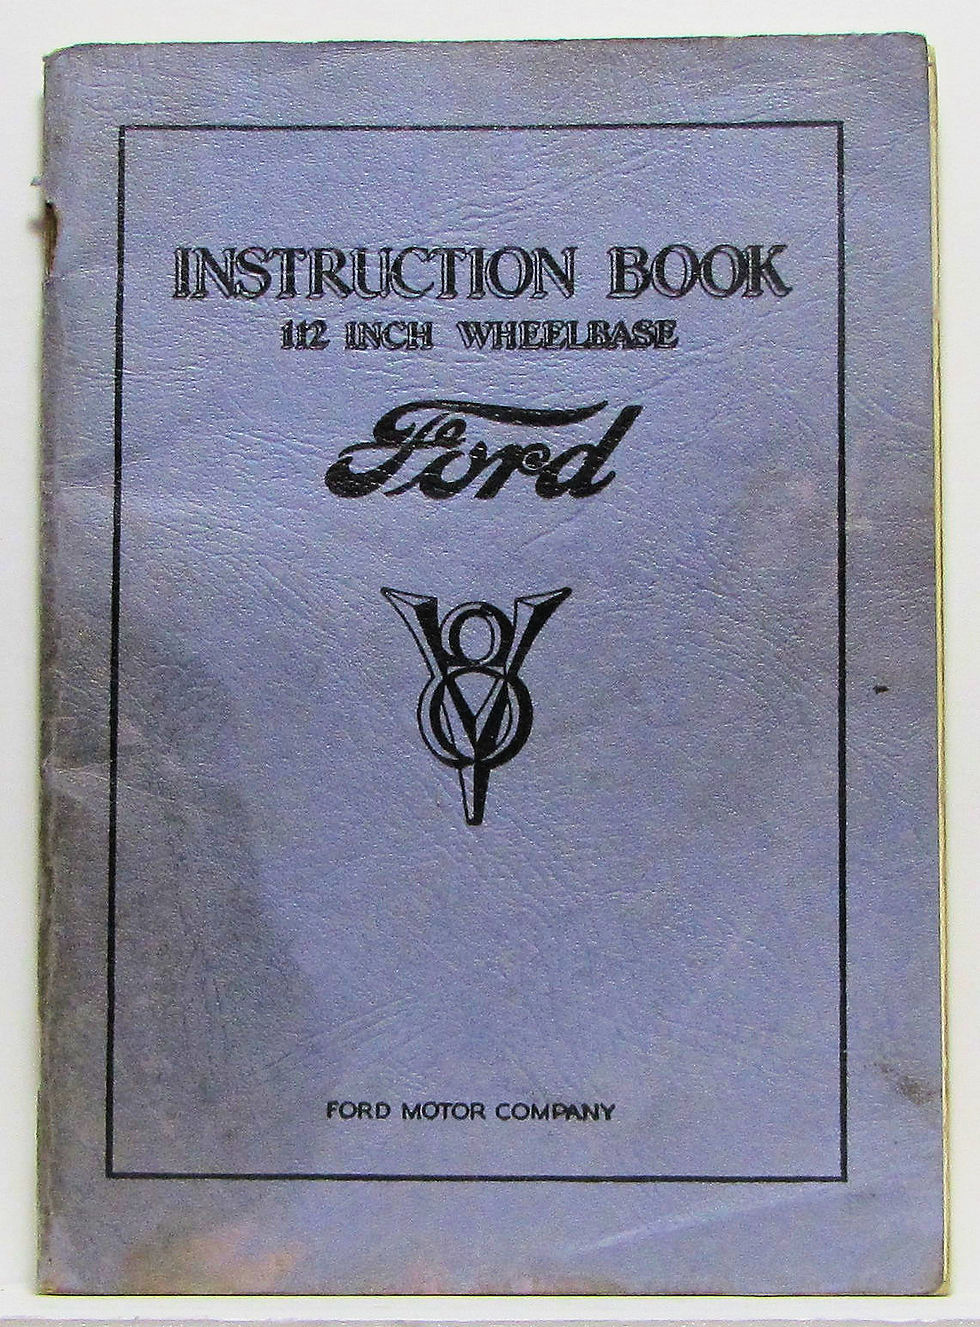 INSTRUCTION BOOK
112 INCH WHEELBASE
Ford
V8
FORD MOTOR COMPANY